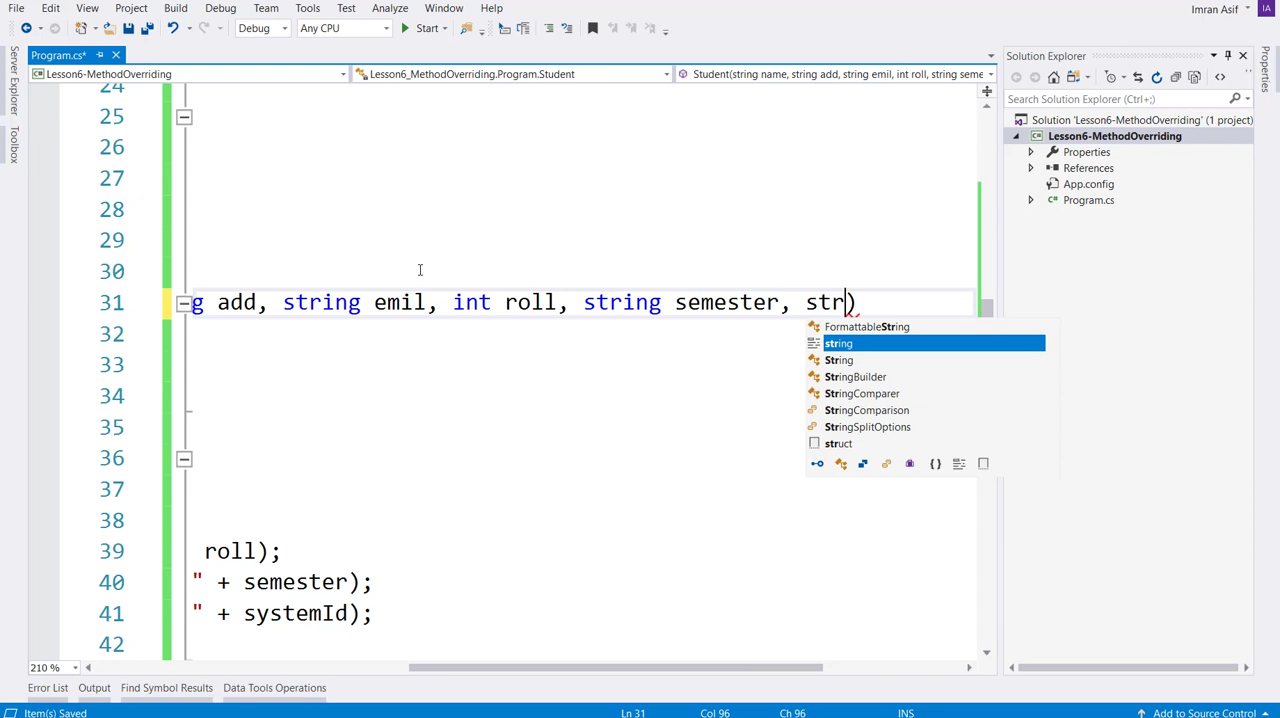 File Edit View Project Build Debug Team Tools Test Analyze Window Help Imran Asif IA
Debug Any CPU Start
Program.cs*
Lesson6-MethodOverriding Lesson6_MethodOverriding.Program.Student Student(string name, string add, string emil, int roll, string seme
24
25
26
27
28
29
30
31 g add, string emil, int roll, string semester, str)
FormattableString
string
String
StringBuilder
StringComparer
StringComparison
StringSplitOptions
struct
32
33
34
35
36
37
38
39 roll);
40 " + semester);
41 " + systemId);
42
210 %
Error List Output Find Symbol Results Data Tools Operations
Item(s) Saved Ln 31 Col 96 Ch 96 INS Add to Source Control
Server Explorer
Toolbox
Solution Explorer
Search Solution Explorer (Ctrl+;)
Solution 'Lesson6-MethodOverriding' (1 project)
Lesson6-MethodOverriding
Properties
References
App.config
Program.cs
Properties